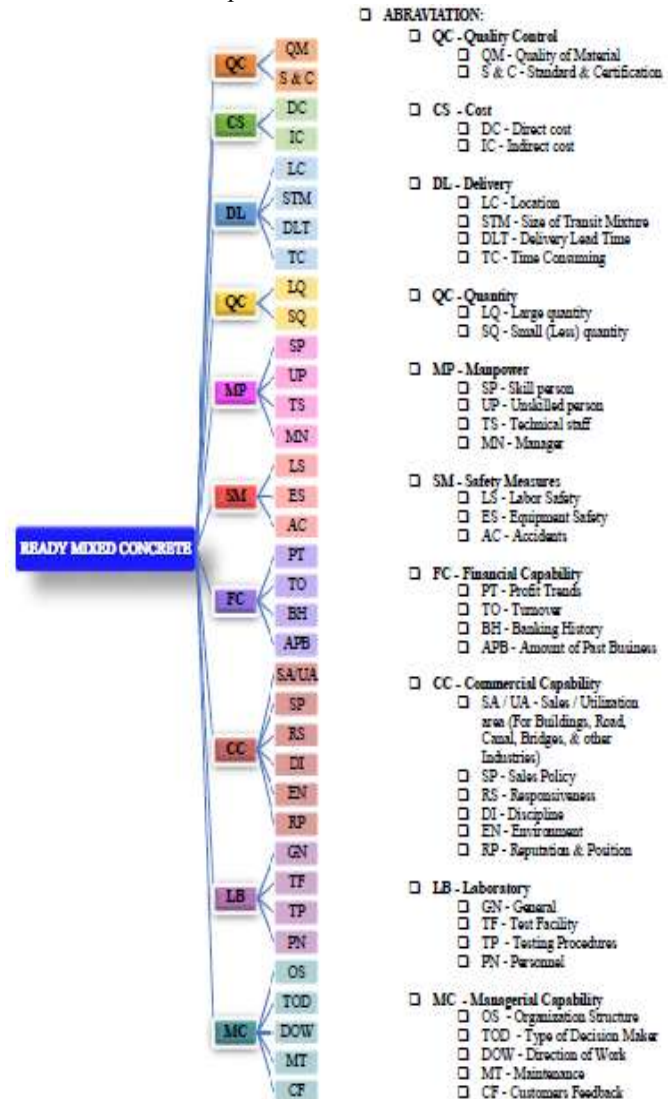 READY MIXED CONCRETE
QC
QM
S & C
CS
DC
IC
DL
LC
STM
DLT
TC
QC
LQ
SQ
MP
SP
UP
TS
MN
SM
LS
ES
AC
FC
PT
TO
BH
APB
CC
SA/UA
SP
RS
DI
EN
RP
LB
GN
TF
TP
PN
MC
OS
TOD
DOW
MT
CF
ABRAVIATION:
QC - Quality Control
QM - Quality of Material
S & C - Standard & Certification
CS - Cost
DC - Direct cost
IC - Indirect cost
DL - Delivery
LC - Location
STM - Size of Transit Mixture
DLT - Delivery Lead Time
TC - Time Consuming
QC - Quantity
LQ - Large quantity
SQ - Small (Less) quantity
MP - Manpower
SP - Skill person
UP - Unskilled person
TS - Technical staff
MN - Manager
SM - Safety Measures
LS - Labor Safety
ES - Equipment Safety
AC - Accidents
FC - Financial Capability
PT - Profit Trends
TO - Turnover
BH - Banking History
APB - Amount of Past Business
CC - Commercial Capability
SA / UA - Sales / Utilization
area (For Buildings, Road,
Canal, Bridges, & other
Industries)
SP - Sales Policy
RS - Responsiveness
DI - Discipline
EN - Environment
RP - Reputation & Position
LB - Laboratory
GN - General
TF - Test Facility
TP - Testing Procedures
PN - Personnel
MC - Managerial Capability
OS - Organization Structure
TOD - Type of Decision Maker
DOW - Direction of Work
MT - Maintenance
CF - Customers Feedback